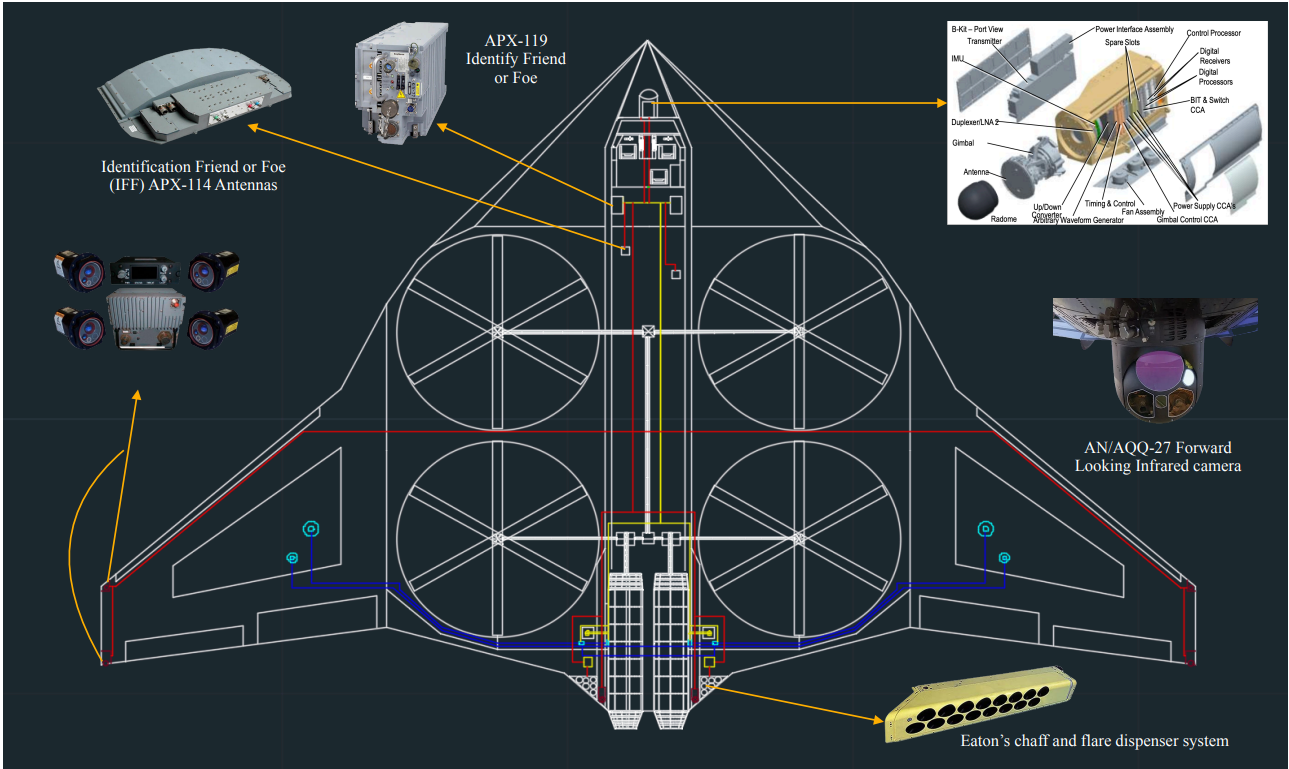 APX-119
Identify Friend
or Foe
Identification Friend or Foe
(IFF) APX-114 Antennas
B-Kit – Port View
Transmitter
IMU
Power Interface Assembly
Spare Slots
Control Processor
Digital
Receivers
Digital
Processors
BIT & Switch
CCA
Duplexer/LNA 2
Gimbal
Antenna
Radome
Up/Down
Converter
Arbitrary Waveform Generator
Timing & Control
Fan Assembly
Power Supply CCA's
Gimbal Control CCA
AN/AQQ-27 Forward
Looking Infrared camera
Eaton's chaff and flare dispenser system